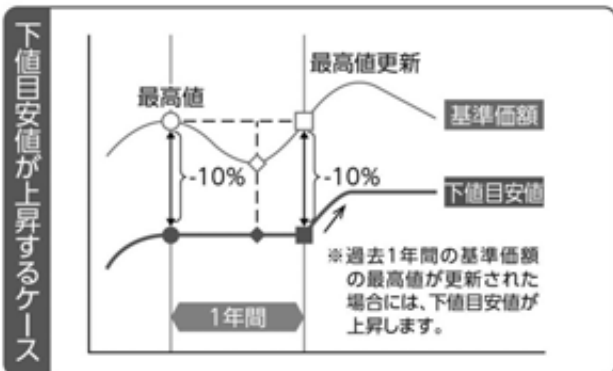 下値目安値が上昇するケース
最高値更新
最高値
基準価額
-10%
-10%
下値目安値
※過去1年間の基準価額
の最高値が更新された
場合には、下値目安値が
上昇します。
1年間